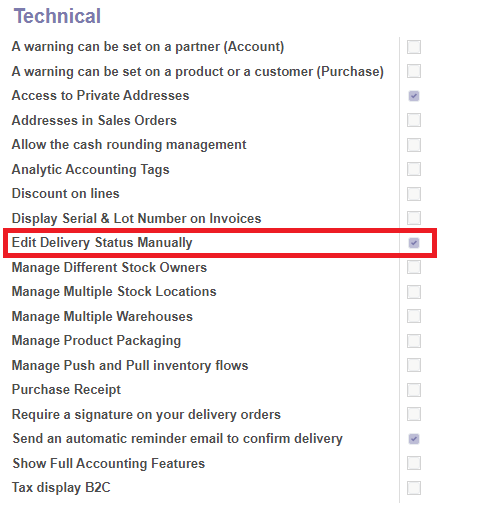 Technical
A warning can be set on a partner (Account)
A warning can be set on a product or a customer (Purchase)
Access to Private Addresses
Addresses in Sales Orders
Allow the cash rounding management
Analytic Accounting Tags
Discount on lines
Display Serial & Lot Number on Invoices
Edit Delivery Status Manually
Manage Different Stock Owners
Manage Multiple Stock Locations
Manage Multiple Warehouses
Manage Product Packaging
Manage Push and Pull inventory flows
Purchase Receipt
Require a signature on your delivery orders
Send an automatic reminder email to confirm delivery
Show Full Accounting Features
Tax display B2C